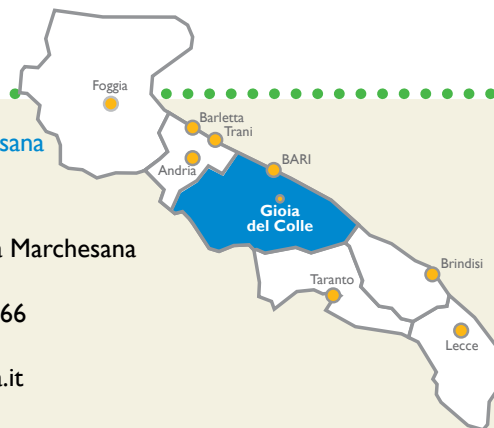 Foggia
Barletta
Trani
Andria
BARI
Gioia
del Colle
Taranto
Brindisi
Lecce
sana
a Marchesana
66
a.it